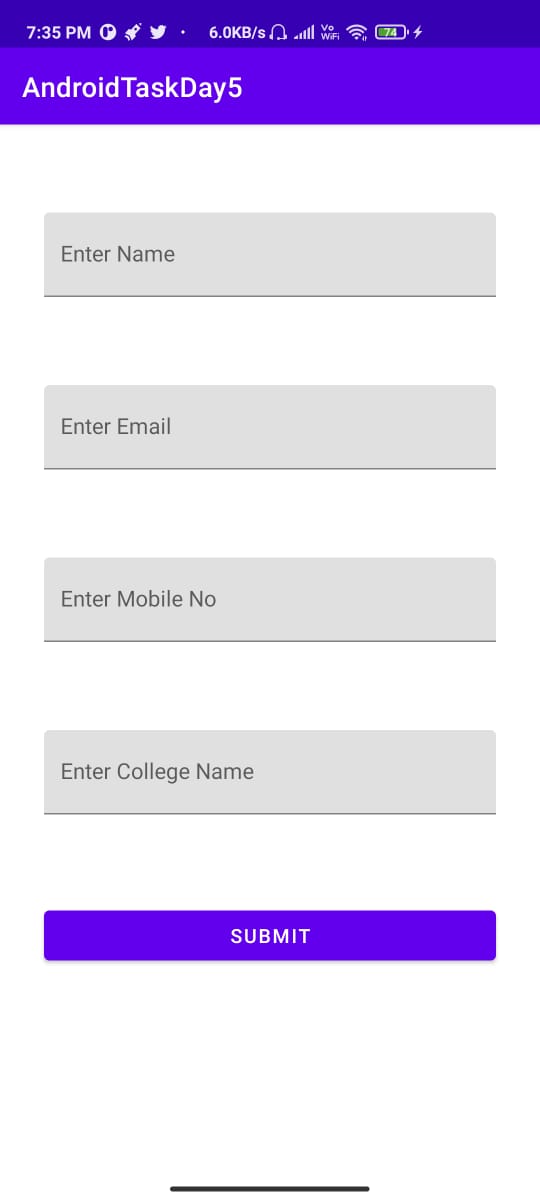 7:35 PM · 6.0KB/s Vo WiFi 74
AndroidTaskDay5
Enter Name
Enter Email
Enter Mobile No
Enter College Name
SUBMIT